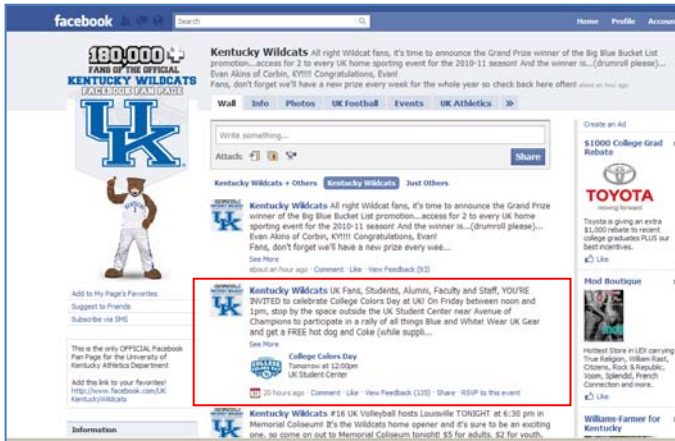 facebook
Search
Home Profile Accoun
180,000+
FANS OF THE OFFICIAL
KENTUCKY WILDCATS
FACEBOOK FAN PAGE
UK
Add to My Page's Favorites
Suggest to Friends
Subscribe via SMS
This is the only OFFICIAL Facebook
Fan Page for the University of
Kentucky Athletics Department
Add this link to your favorites!
http://www.facebook.com/UK
KentuckyWildcats
Information
Kentucky Wildcats All right Wildcat fans, it's time to announce the Grand Prize winner of the Big Blue Bucket List
promotion...access for 2 to every UK home sporting event for the 2010-11 season! And the winner is...(drumroll please)...
Evan Akins of Corbin, KY!!!! Congratulations, Evan!
Fans, don't forget we'll have a new prize every week for the whole year so check back here often! about an hour ago
Wall Info Photos UK Football Events UK Athletics »
Write something...
Attach:
Share
Kentucky Wildcats + Others Kentucky Wildcats Just Others
Kentucky Wildcats All right Wildcat fans, it's time to announce the Grand Prize
winner of the Big Blue Bucket List promotion...access for 2 to every UK home
sporting event for the 2010-11 season! And the winner is...(drumroll please)...
Evan Akins of Corbin, KY!!!! Congratulations, Evan!
Fans, don't forget we'll have a new prize every wee...
See More
about an hour ago · Comment · Like · View Feedback (93)
Kentucky Wildcats UK Fans, Students, Alumni, Faculty and Staff, YOU'RE
INVITED to celebrate College Colors Day at UK! On Friday between noon and
1pm, stop by the space outside the UK Student Center near Avenue of
Champions to participate in a rally of all things Blue and White! Wear UK Gear
and get a FREE hot dog and Coke (while suppli...
See More
COLLEGE COLORS DAY
College Colors Day
Tomorrow at 12:00pm
UK Student Center
20 hours ago · Comment · Like · View Feedback (135) · Share · RSVP to this event
Kentucky Wildcats #16 UK Volleyball hosts Louisville TONIGHT at 6:30 pm in
Memorial Coliseum! It's the Wildcats home opener and it's sure to be an exciting
one, so come on out to Memorial Coliseum tonight! $5 for adults, $2 for youth,
Create an Ad
$1000 College Grad
Rebate
TOYOTA
moving forward
Toyota is giving an extra
$1,000 rebate to recent
college graduates PLUS our
best incentives.
Like
Mod Boutique
Hottest Store in LEX carrying
True Religion, William Rast,
Citizens, Rock & Republic,
Voom, Splendid, French
Connection and more.
Like
Williams-Farmer for
Kentucky